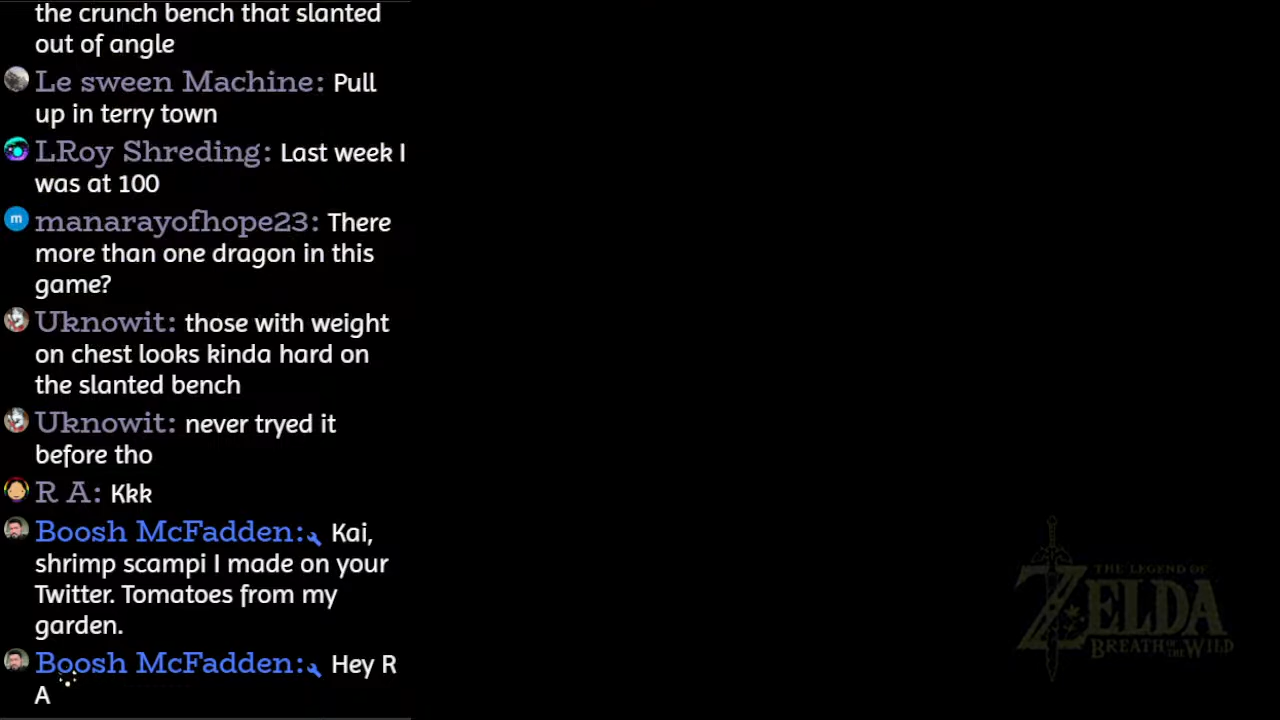 the crunch bench that slanted
out of angle
Le sween Machine: Pull
up in terry town
LRoy Shreding: Last week I
was at 100
m
manarayofhope23: There
more than one dragon in this
game?
Uknowit: those with weight
on chest looks kinda hard on
the slanted bench
Uknowit: never tryed it
before tho
R A: Kkk
Boosh McFadden: Kai,
shrimp scampi I made on your
Twitter. Tomatoes from my
garden.
Boosh McFadden: Hey R
A
THE LEGEND OF
ZELDA
BREATH OF THE WILD